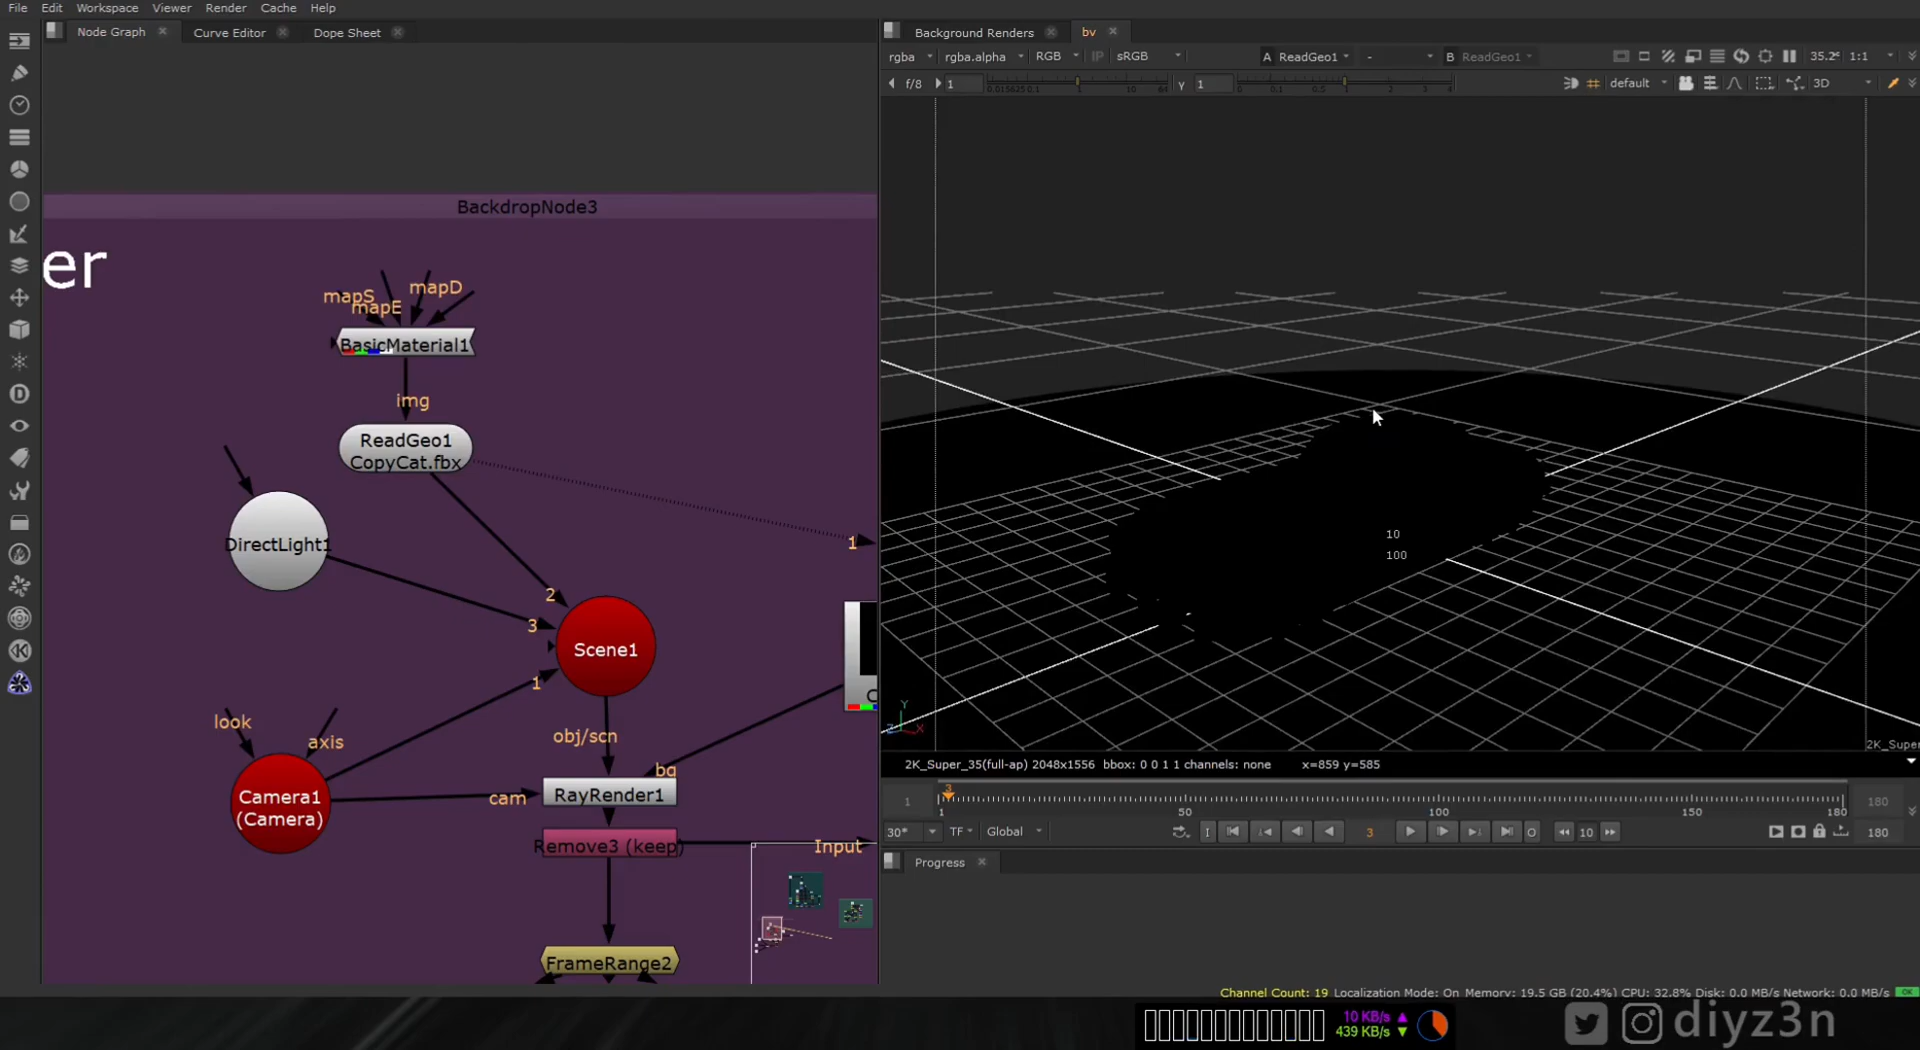 File Edit Workspace Viewer Render Cache Help
Node Graph Curve Editor Dope Sheet
BackdropNode3
er
mapS mapE mapD
BasicMaterial1
img
ReadGeo1
CopyCat.fbx
1
DirectLight1
2
3
Scene1
1
look
axis
obj/scn
bg
Camera1
(Camera)
cam
RayRender1
Remove3 (keep)
Input
FrameRange2
Background Renders bv
rgba rgba.alpha RGB IP sRGB A ReadGeo1 - B ReadGeo1 35.2° 1:1
f/8 1 Y 1 default 3D
10
100
Y
X
Z
2K_Super
2K_Super_35(full-ap) 2048x1556 bbox: 0 0 1 1 channels: none x=859 y=585
1 3 1 50 100 150 180 180
30* TF Global I 3 O 10 180
Progress
Channel Count: 19 Localization Mode: On Memory: 19.5 GB (20.4%) CPU: 32.8% Disk: 0.0 MB/s Network: 0.0 MB/s
10 KB/s
439 KB/s
diyz3n